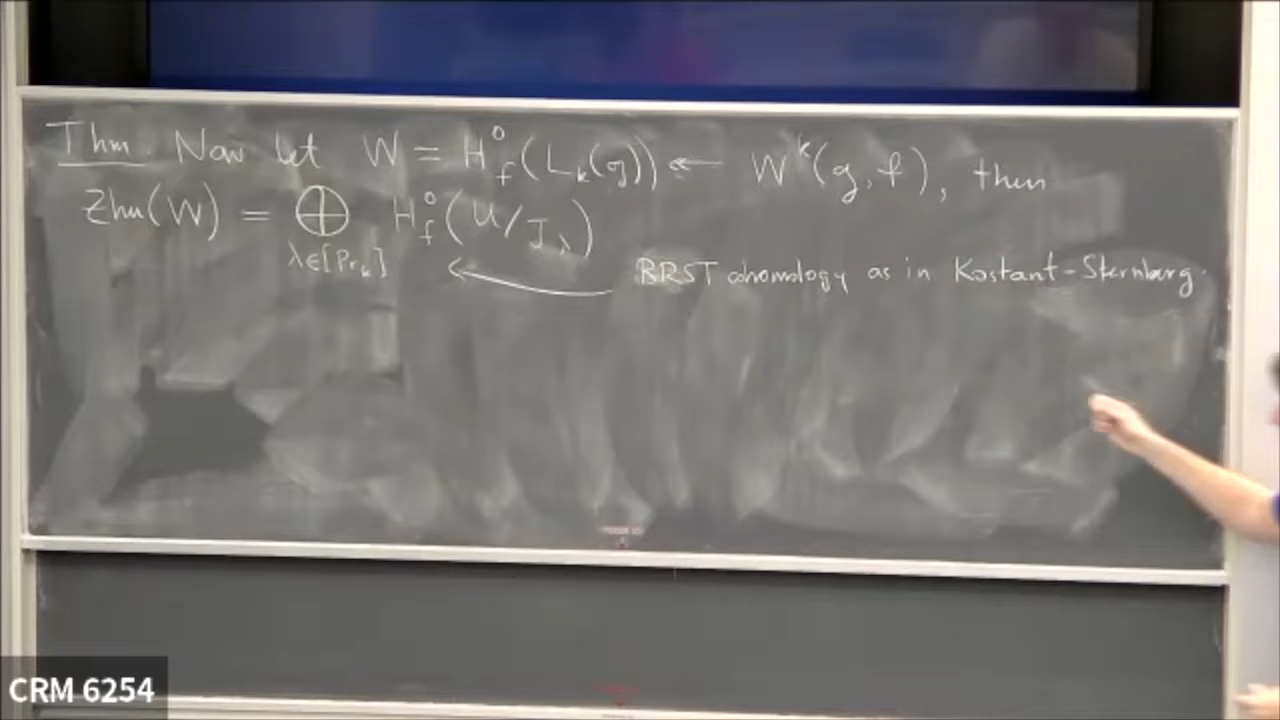 Thm. Now let W = H⁰_f(L_k(𝔤)) ↞ W^k(𝔤, f), then
Zhu(W) = ⊕_{λ∈[Pr_k]} H⁰_f(U/J_λ)
BRST cohomology as in Kostant-Sternberg.
CRM 6254